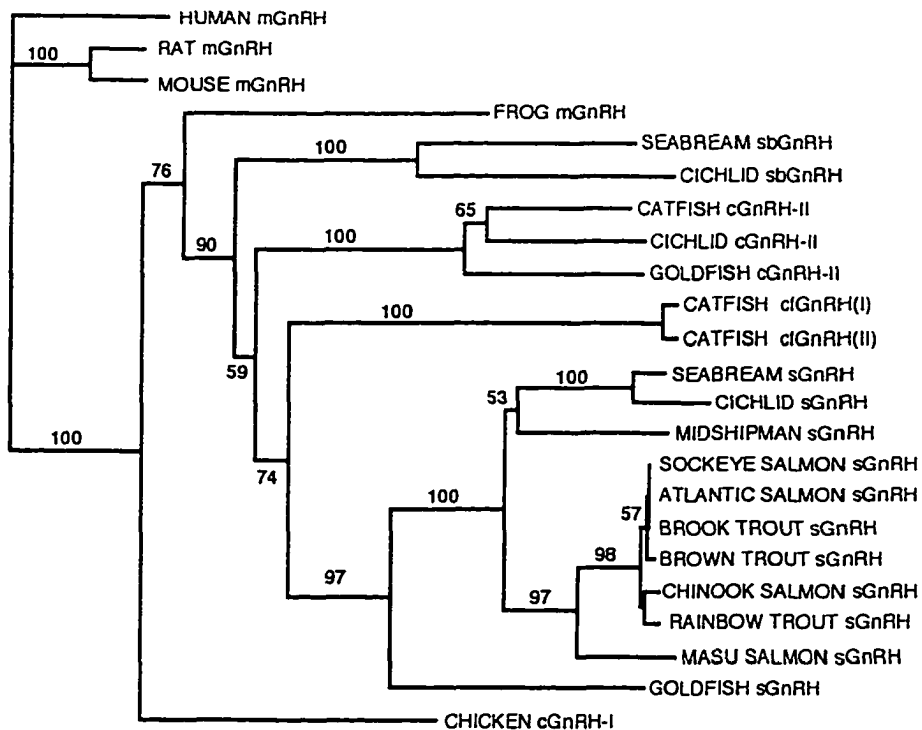 HUMAN mGnRH
100
RAT mGnRH
MOUSE mGnRH
FROG mGnRH
100
SEABREAM sbGnRH
76
CICHLID sbGnRH
65
CATFISH cGnRH-II
100
CICHLID cGnRH-II
90
GOLDFISH cGnRH-II
100
CATFISH cfGnRH(I)
CATFISH cfGnRH(II)
59
100
SEABREAM sGnRH
53
CICHLID sGnRH
100
MIDSHIPMAN sGnRH
74
SOCKEYE SALMON sGnRH
100
ATLANTIC SALMON sGnRH
57
BROOK TROUT sGnRH
98
BROWN TROUT sGnRH
97
97
CHINOOK SALMON sGnRH
RAINBOW TROUT sGnRH
MASU SALMON sGnRH
GOLDFISH sGnRH
CHICKEN cGnRH-I